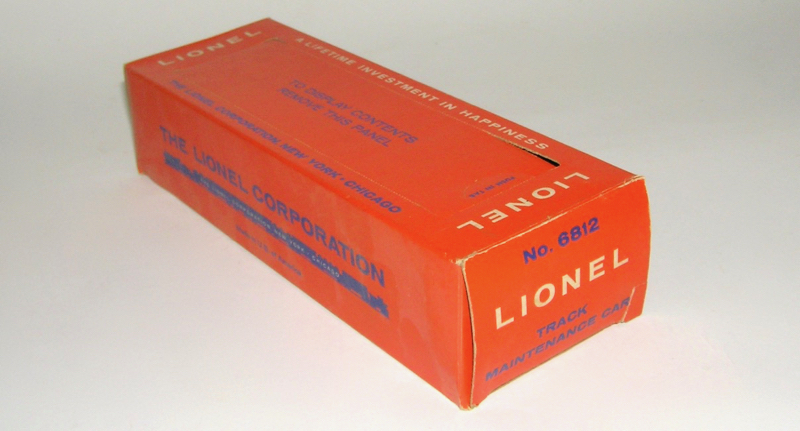 LIONEL
A LIFETIME INVESTMENT IN HAPPINESS
TO DISPLAY CONTENTS
REMOVE THIS PANEL
THE LIONEL CORPORATION NEW YORK • CHICAGO
LIONEL
THE LIONEL CORPORATION
No. 6812
LIONEL
TRACK
MAINTENANCE CAR